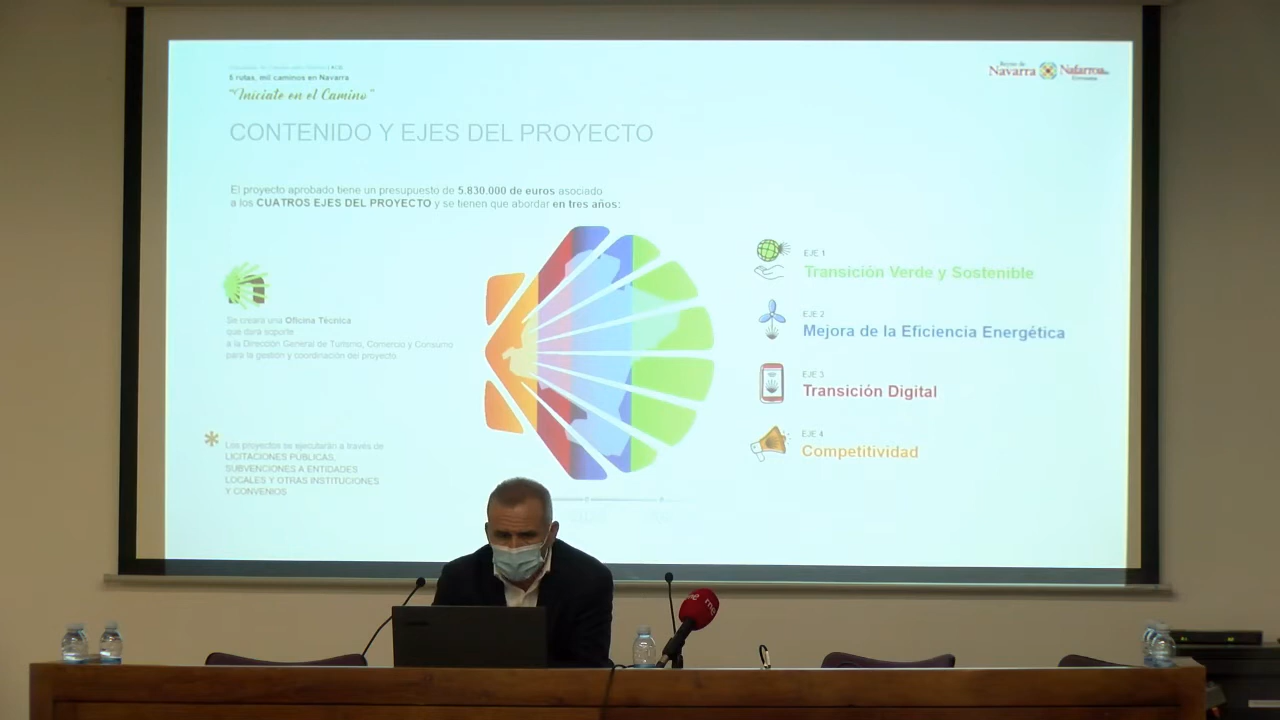 5 rutas, mil caminos en Navarra
"Iníciate en el Camino"
Reyno de
Navarra Nafarroa
CONTENIDO Y EJES DEL PROYECTO
El proyecto aprobado tiene un presupuesto de 5.830.000 de euros asociado
a los CUATROS EJES DEL PROYECTO y se tienen que abordar en tres años:
Se creará una Oficina Técnica
que dará soporte
a la Dirección General de Turismo, Comercio y Consumo
para la gestión y coordinación del proyecto
* Los proyectos se ejecutarán a través de
LICITACIONES PÚBLICAS,
SUBVENCIONES A ENTIDADES
LOCALES Y OTRAS INSTITUCIONES
Y CONVENIOS
EJE 1
Transición Verde y Sostenible
EJE 2
Mejora de la Eficiencia Energética
EJE 3
Transición Digital
EJE 4
Competitividad
rne